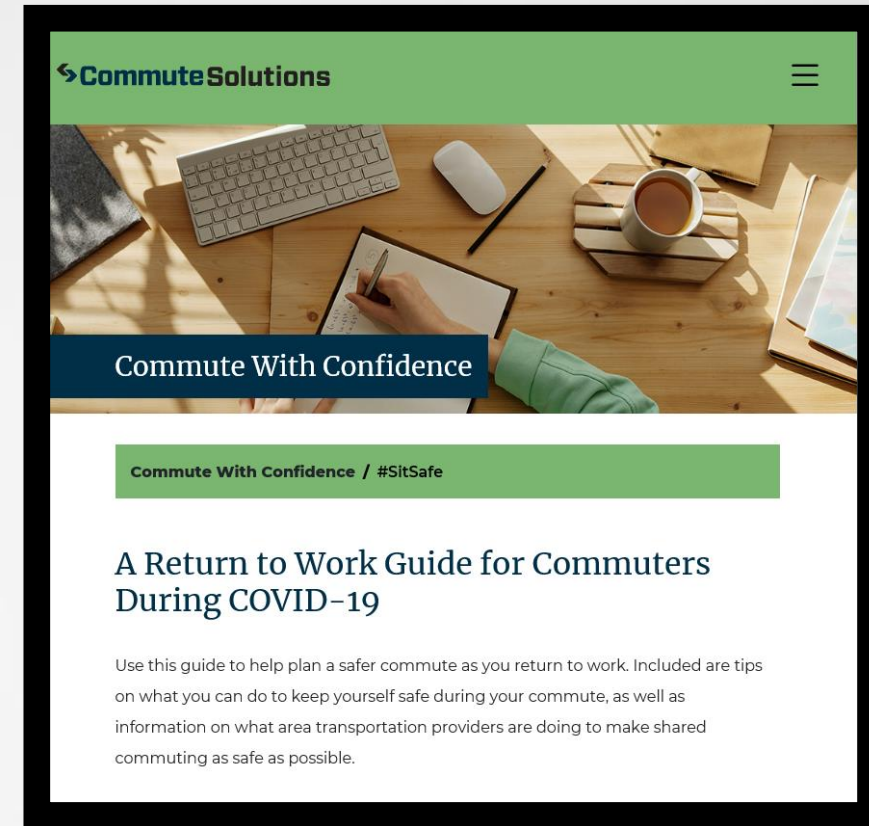 CommuteSolutions
Commute With Confidence
Commute With Confidence / #SitSafe
A Return to Work Guide for Commuters
During COVID-19
Use this guide to help plan a safer commute as you return to work. Included are tips
on what you can do to keep yourself safe during your commute, as well as
information on what area transportation providers are doing to make shared
commuting as safe as possible.